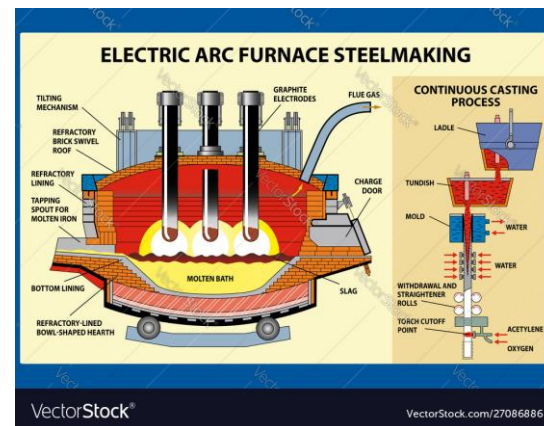 ELECTRIC ARC FURNACE STEELMAKING
TILTING
MECHANISM
REFRACTORY
BRICK SWIVEL
ROOF
REFRACTORY
LINING
TAPPING
SPOUT FOR
MOLTEN IRON
BOTTOM LINING
REFRACTORY-LINED
BOWL-SHAPED HEARTH
GRAPHITE
ELECTRODES
FLUE GAS
CHARGE
DOOR
MOLTEN BATH
SLAG
CONTINUOUS CASTING
PROCESS
LADLE
TUNDISH
MOLD
WATER
WATER
WITHDRAWAL AND
STRAIGHTENER
ROLLS
TORCH CUTOFF
POINT
ACETYLENE
OXYGEN
VectorStock®
VectorStock.com/27086886